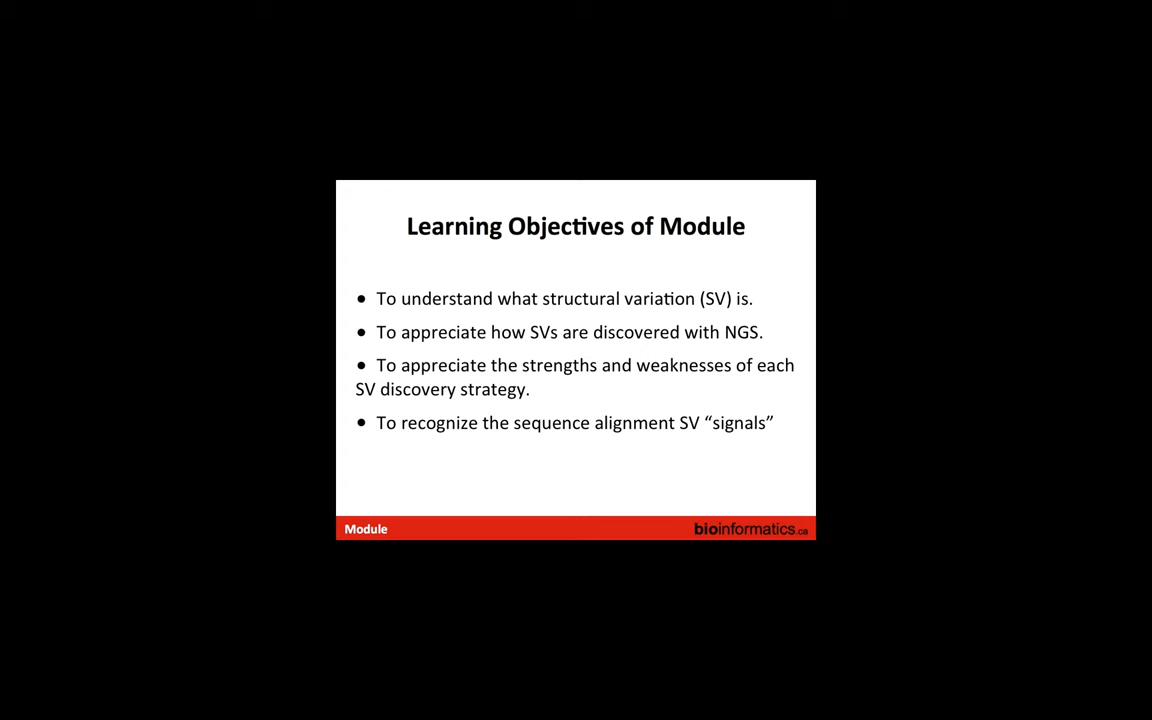 Learning Objectives of Module
● To understand what structural variation (SV) is.
● To appreciate how SVs are discovered with NGS.
● To appreciate the strengths and weaknesses of each
SV discovery strategy.
● To recognize the sequence alignment SV “signals”
Module
bioinformatics.ca